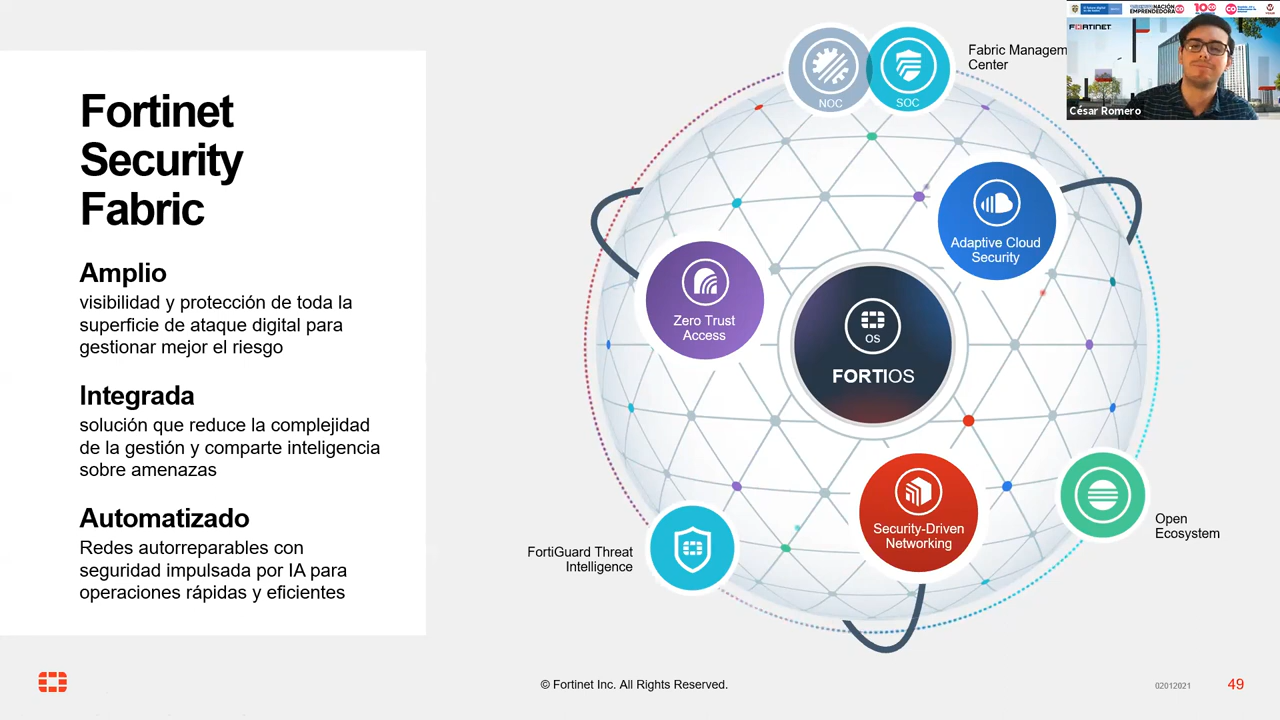 Fortinet
Security
Fabric
Amplio
visibilidad y protección de toda la
superficie de ataque digital para
gestionar mejor el riesgo
Integrada
solución que reduce la complejidad
de la gestión y comparte inteligencia
sobre amenazas
Automatizado
Redes autorreparables con
seguridad impulsada por IA para
operaciones rápidas y eficientes
NOC
SOC
Fabric Managem
Center
FORTINET
César Romero
Adaptive Cloud
Security
Zero Trust
Access
OS
FORTIOS
Security-Driven
Networking
FortiGuard Threat
Intelligence
Open
Ecosystem
© Fortinet Inc. All Rights Reserved.
02012021
49